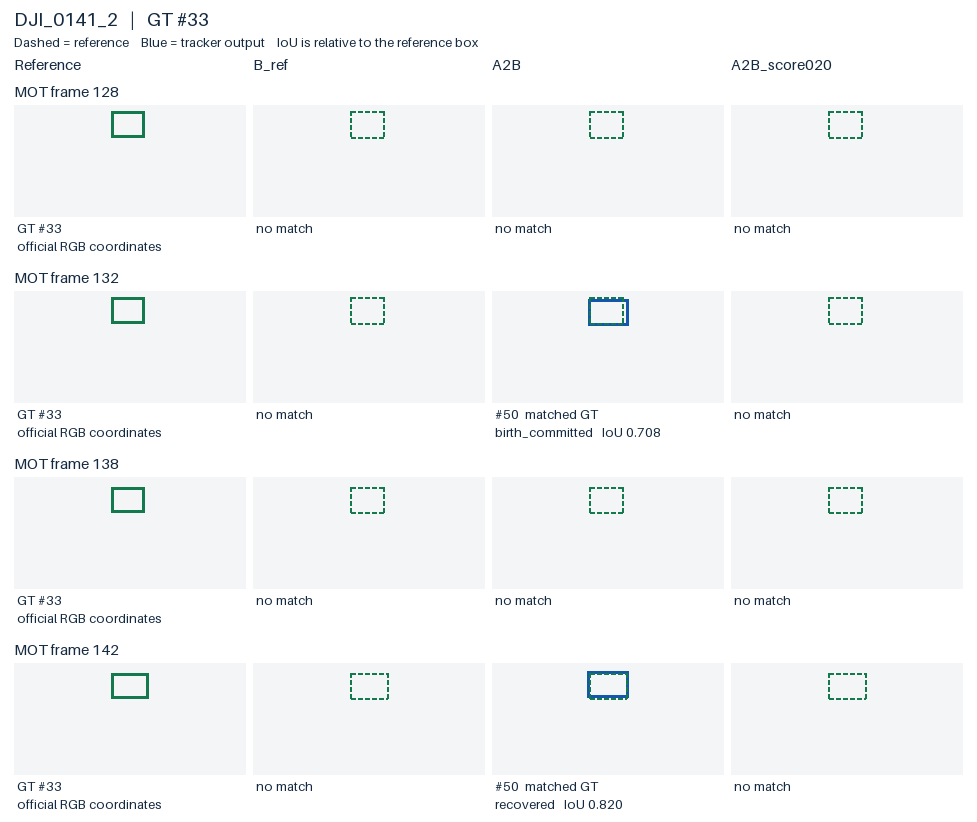 DJI_0141_2 | GT #33
Dashed = reference Blue = tracker output IoU is relative to the reference box
Reference B_ref A2B A2B_score020
MOT frame 128
GT #33 no match no match no match
official RGB coordinates
MOT frame 132
GT #33 no match #50 matched GT no match
official RGB coordinates birth_committed IoU 0.708
MOT frame 138
GT #33 no match no match no match
official RGB coordinates
MOT frame 142
GT #33 no match #50 matched GT no match
official RGB coordinates recovered IoU 0.820